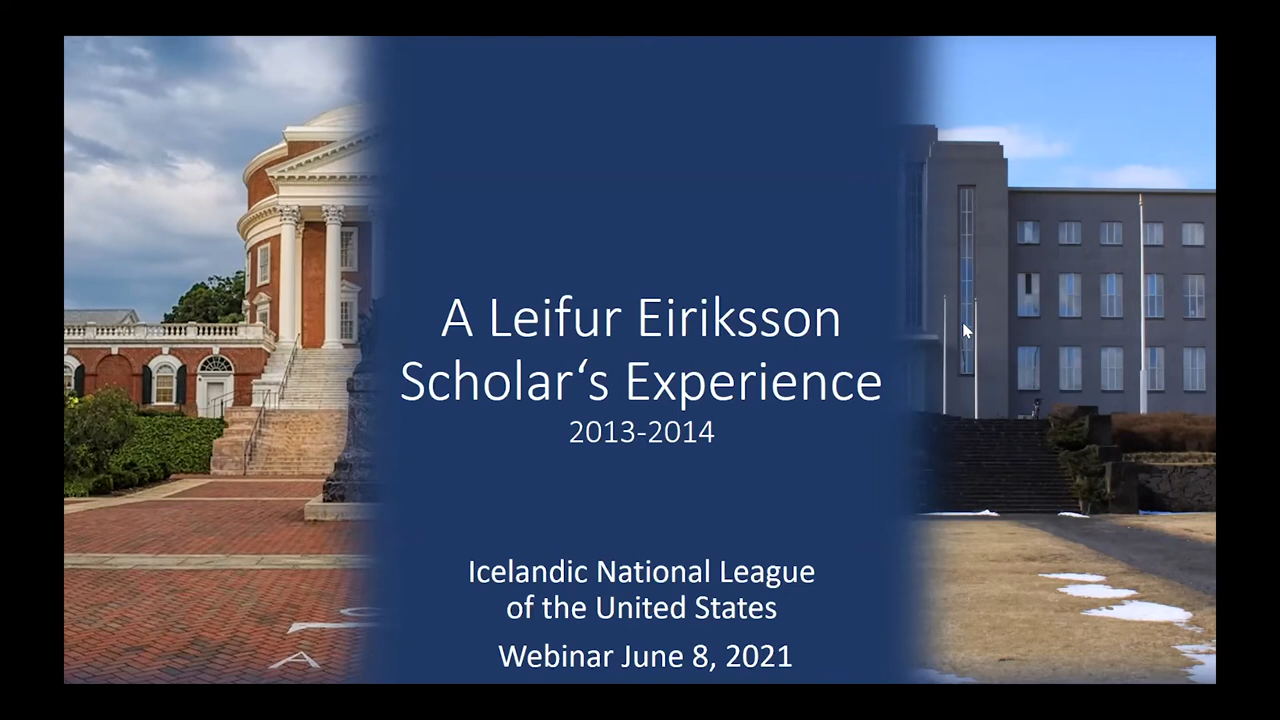 A Leifur Eiriksson
Scholar‘s Experience
2013-2014
Icelandic National League
of the United States
Webinar June 8, 2021